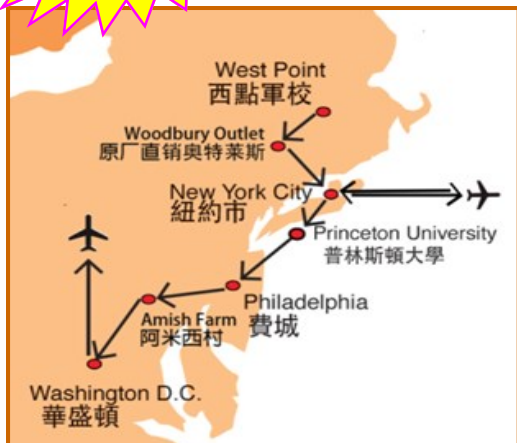 West Point
西點軍校
Woodbury Outlet
原厂直销奥特莱斯
New York City
紐約市
Princeton University
普林斯頓大學
Philadelphia
費城
Amish Farm
阿米西村
Washington D.C.
華盛頓